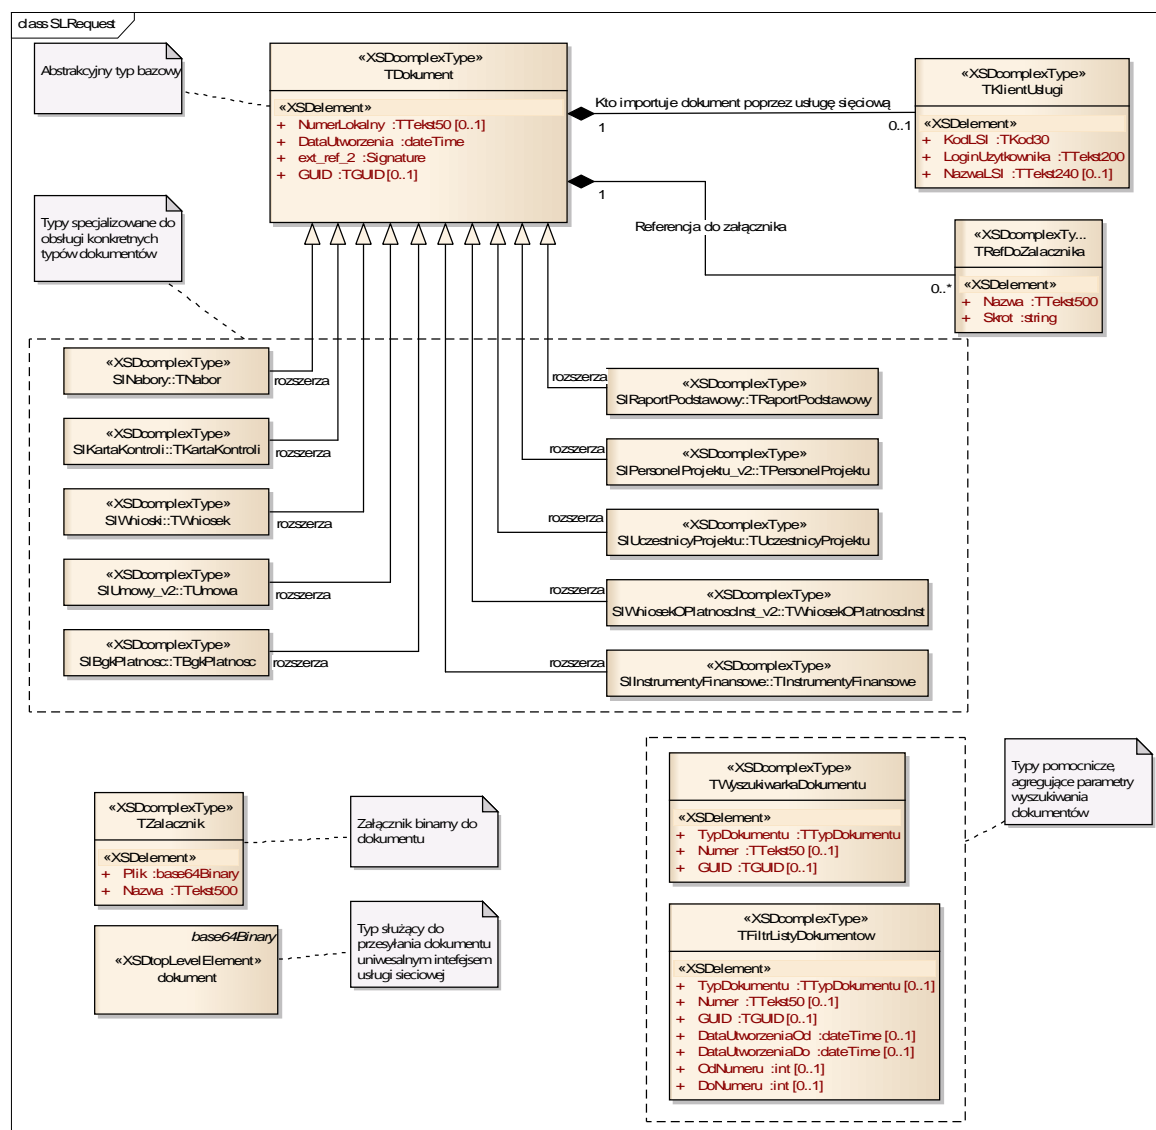 class SLRequest
Abstrakcyjny typ bazowy
«XSDcomplexType»
TDokument
«XSDelement»
+ NumerLokalny :TTekst50 [0..1]
+ DataUtworzenia :dateTime
+ ext_ref_2 :Signature
+ GUID :TGUID [0..1]
Kto importuje dokument poprzez usługę sięciową
1
0..1
«XSDcomplexType»
TKlientUslugi
«XSDelement»
+ KodLSI :TKod30
+ LoginUzytkownika :TTekst200
+ NazwaLSI :TTekst240 [0..1]
1
Referencja do załącznika
0..*
«XSDcomplexTy...
TRefDoZalacznika
«XSDelement»
+ Nazwa :TTekst500
+ Skrot :string
Typy specjalizowane do
obsługi konkretnych
typów dokumentów
«XSDcomplexType»
SINabory::TNabor
rozszerza
«XSDcomplexType»
SIKartaKontroli::TKartaKontroli
rozszerza
«XSDcomplexType»
SIWnioski::TWniosek
rozszerza
«XSDcomplexType»
SIUmowy_v2::TUmowa
rozszerza
«XSDcomplexType»
SIBgkPlatnosc::TBgkPlatnosc
rozszerza
rozszerza
«XSDcomplexType»
SIRaportPodstawowy::TRaportPodstawowy
rozszerza
«XSDcomplexType»
SIPersonelProjektu_v2::TPersonelProjektu
rozszerza
«XSDcomplexType»
SIUczestnicyProjektu::TUczestnicyProjektu
rozszerza
«XSDcomplexType»
SIWniosekOPlatnoscInst_v2::TWniosekOPlatnoscInst
rozszerza
«XSDcomplexType»
SIInstrumentyFinansowe::TInstrumentyFinansowe
«XSDcomplexType»
TZalacznik
«XSDelement»
+ Plik :base64Binary
+ Nazwa :TTekst500
Załącznik binarny do
dokumentu
base64Binary
«XSDtopLevelElement»
dokument
Typ służący do
przesyłania dokumentu
uniwesalnym intefejsem
usługi sieciowej
«XSDcomplexType»
TWyszukiwarkaDokumentu
«XSDelement»
+ TypDokumentu :TTypDokumentu
+ Numer :TTekst50 [0..1]
+ GUID :TGUID [0..1]
Typy pomocnicze,
agregujące parametry
wyszukiwania
dokumentów
«XSDcomplexType»
TFiltrListyDokumentow
«XSDelement»
+ TypDokumentu :TTypDokumentu [0..1]
+ Numer :TTekst50 [0..1]
+ GUID :TGUID [0..1]
+ DataUtworzeniaOd :dateTime [0..1]
+ DataUtworzeniaDo :dateTime [0..1]
+ OdNumeru :int [0..1]
+ DoNumeru :int [0..1]